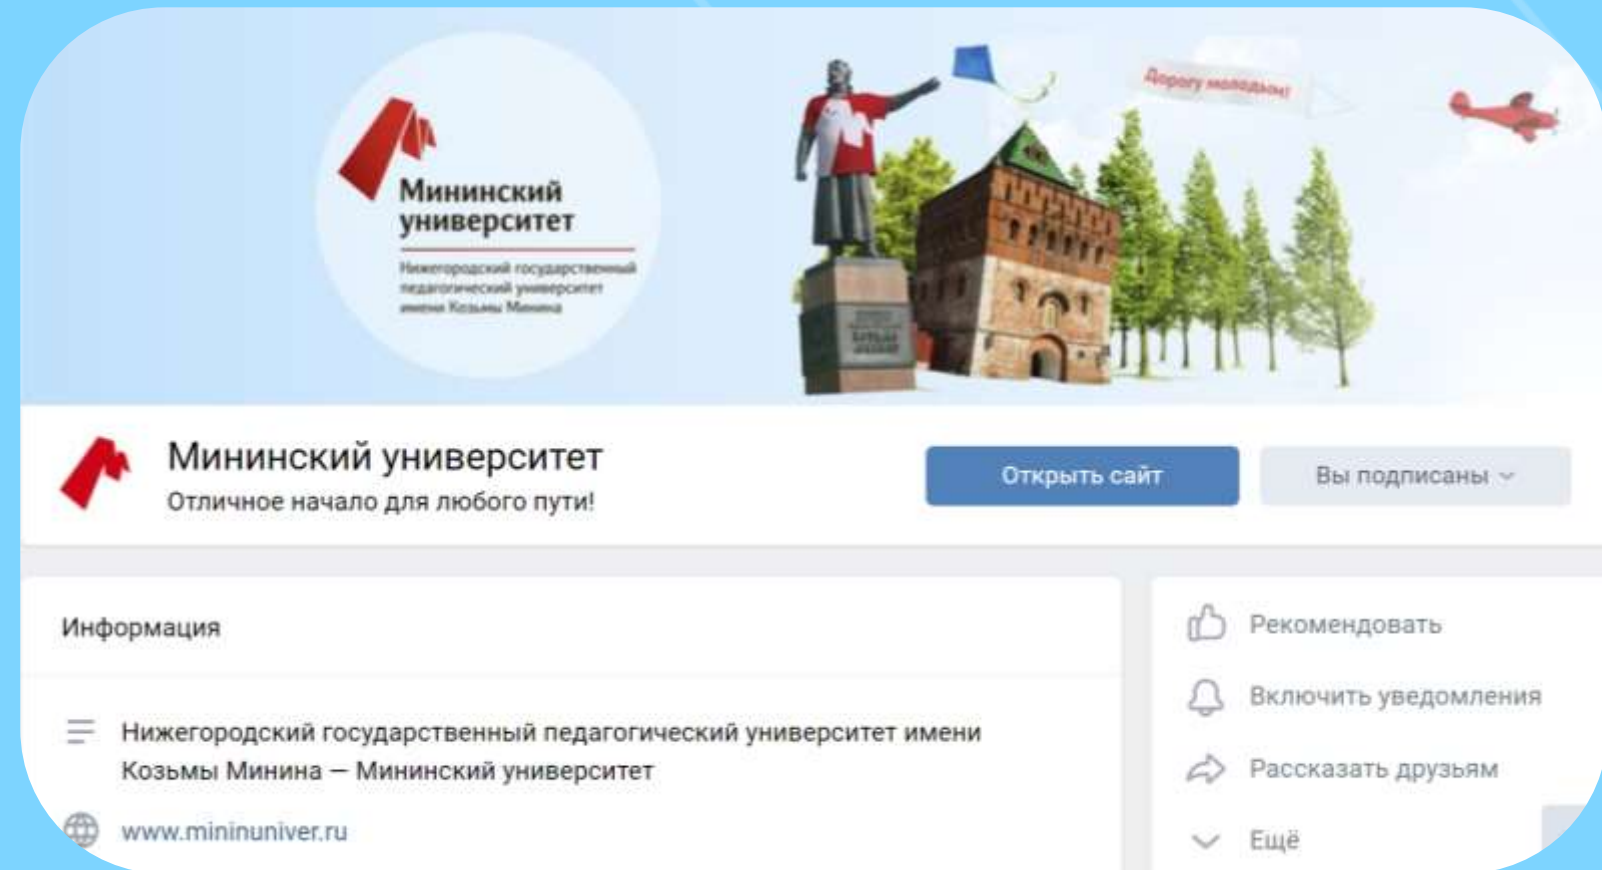 Дорогу молодым!
Мининский
университет
Нижегородский государственный
педагогический университет
имени Козьмы Минина
Мининский университет
Отличное начало для любого пути!
Открыть сайт
Вы подписаны
Информация
Нижегородский государственный педагогический университет имени
Козьмы Минина — Мининский университет
www.mininuniver.ru
Рекомендовать
Включить уведомления
Рассказать друзьям
Ещё